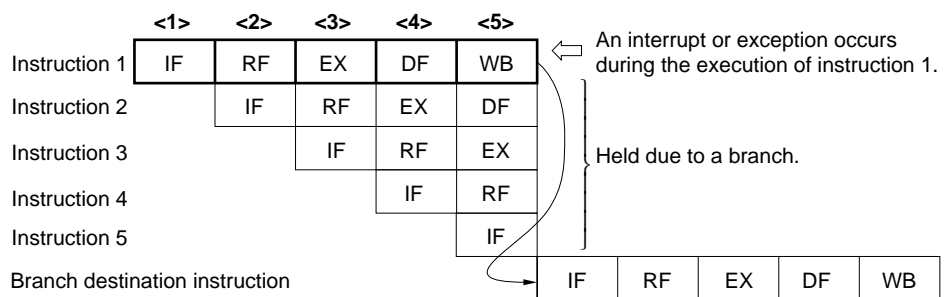 <1> <2> <3> <4> <5>
An interrupt or exception occurs
during the execution of instruction 1.
Instruction 1 IF RF EX DF WB
Instruction 2 IF RF EX DF
Instruction 3 IF RF EX
Held due to a branch.
Instruction 4 IF RF
Instruction 5 IF
Branch destination instruction IF RF EX DF WB